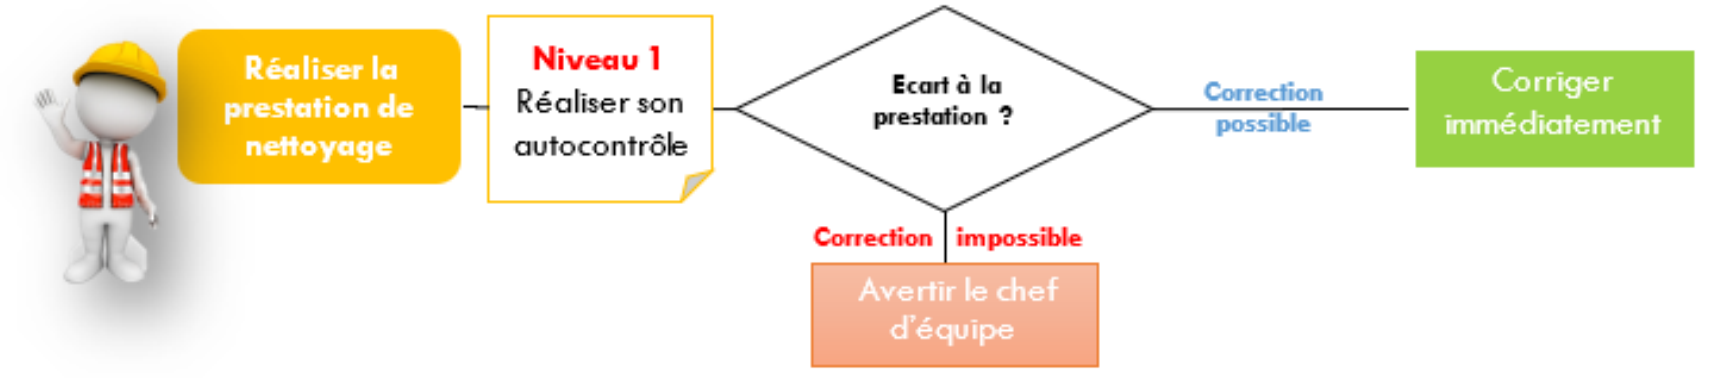 Réaliser la
prestation de
nettoyage
Niveau 1
Réaliser son
autocontrôle
Ecart à la
prestation ?
Correction
possible
Corriger
immédiatement
Correction impossible
Avertir le chef
d'équipe